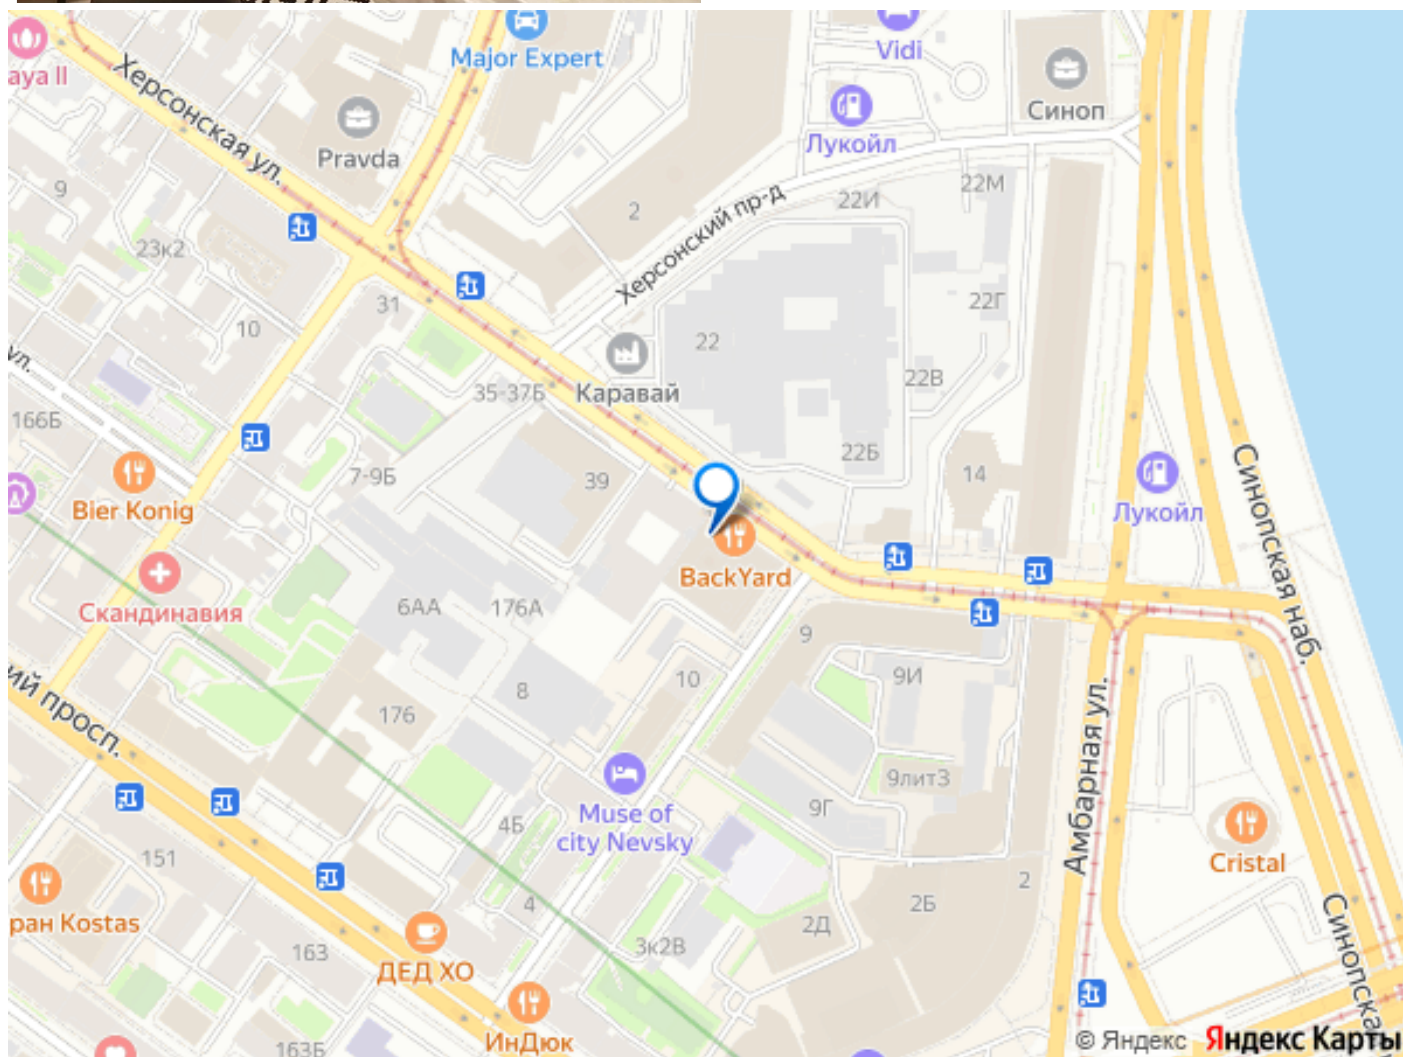 Major Expert
Vidi
aya II
Синоп
Херсонская ул.
Pravda
Лукойл
9
22М
22И
2
Херсонский пр-д
23к2
31
22Г
10
22
ул.
Каравай
35-37Б
22В
166Б
22Б
7-9Б
39
14
Bier Konig
Лукойл
Синопская наб.
BackYard
Скандинавия
6АА
176А
9
ий просп.
8
10
9И
176
Амбарная ул.
9лит3
Muse of
city Nevsky
4Б
9Г
151
Cristal
2
4
2Б
ран Kostas
2Д
3к2В
163
ДЕД ХО
Синопска
ИнДюк
163Б
© Яндекс Яндекс Карты